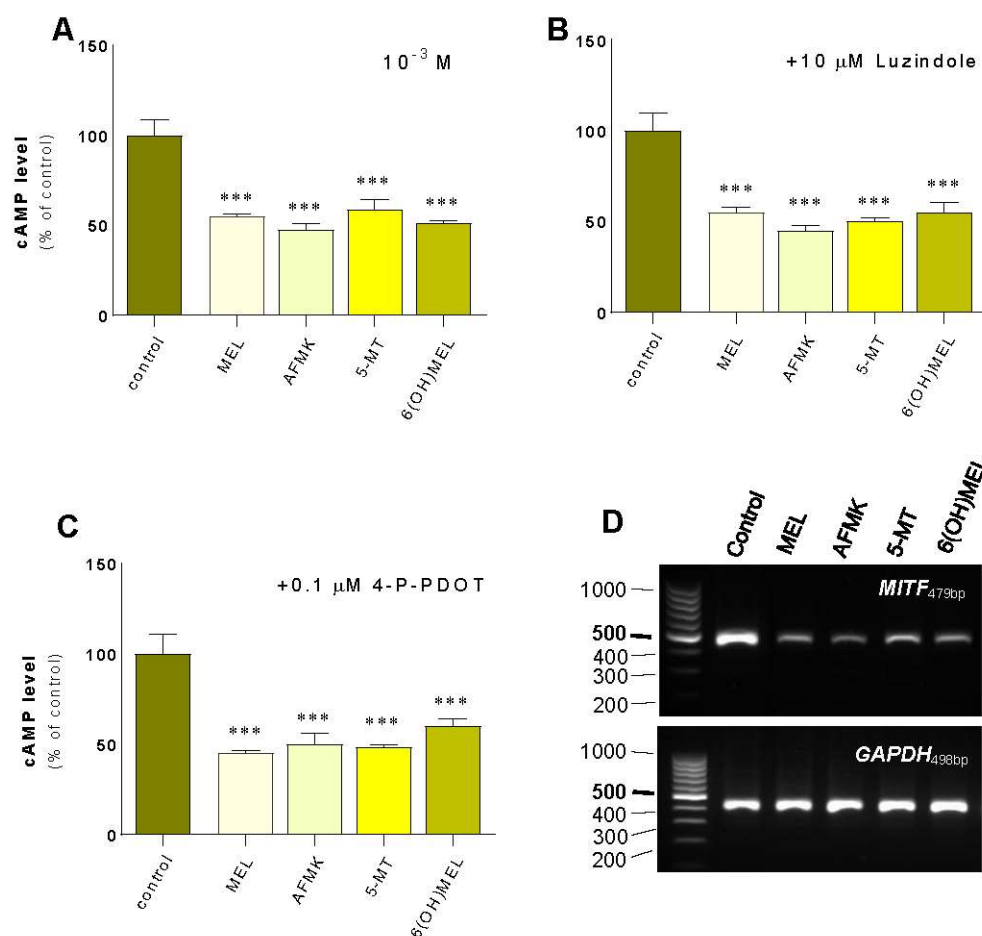 A
10⁻³ M
cAMP level
(% of control)
150
100
50
0
***
***
***
***
control
MEL
AFMK
5-MT
6(OH)MEL
B
+10 µM Luzindole
150
100
50
0
***
***
***
***
control
MEL
AFMK
5-MT
6(OH)MEL
C
+0.1 µM 4-P-PDOT
cAMP level
(% of control)
150
100
50
0
***
***
***
***
control
MEL
AFMK
5-MT
6(OH)MEL
D
Control
MEL
AFMK
5-MT
6(OH)MEL
MITF479bp
1000
500
400
300
200
GAPDH498bp
1000
500
400
300
200